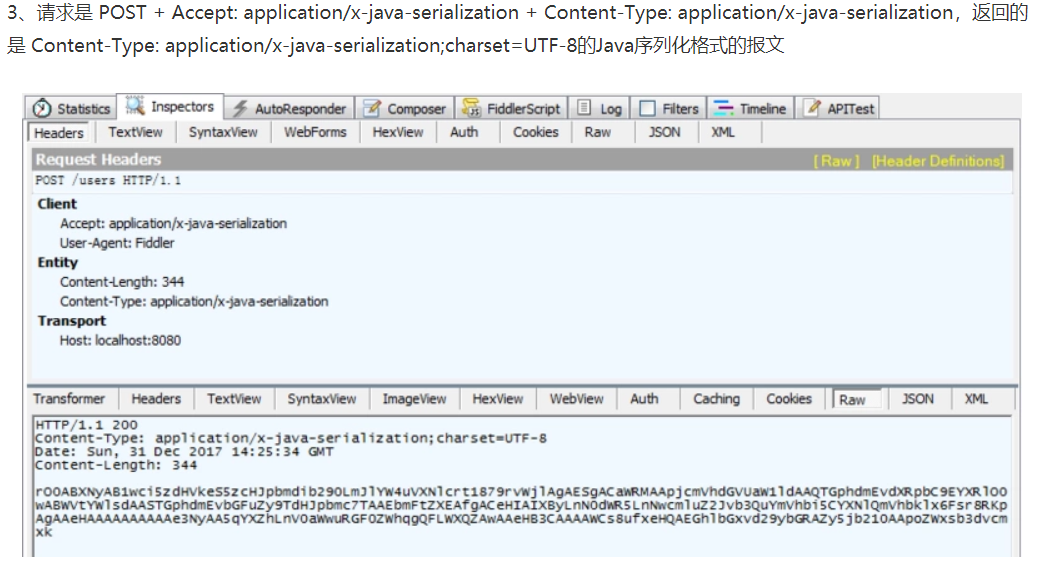 3、请求是 POST + Accept: application/x-java-serialization + Content-Type: application/x-java-serialization，返回的
是 Content-Type: application/x-java-serialization;charset=UTF-8的Java序列化格式的报文
Statistics Inspectors AutoResponder Composer FiddlerScript Log Filters Timeline APITest
Headers TextView SyntaxView WebForms HexView Auth Cookies Raw JSON XML
Request Headers [ Raw ] [Header Definitions]
POST /users HTTP/1.1
Client
Accept: application/x-java-serialization
User-Agent: Fiddler
Entity
Content-Length: 344
Content-Type: application/x-java-serialization
Transport
Host: localhost:8080
Transformer Headers TextView SyntaxView ImageView HexView WebView Auth Caching Cookies Raw JSON XML
HTTP/1.1 200
Content-Type: application/x-java-serialization;charset=UTF-8
Date: Sun, 31 Dec 2017 14:25:34 GMT
Content-Length: 344
xk